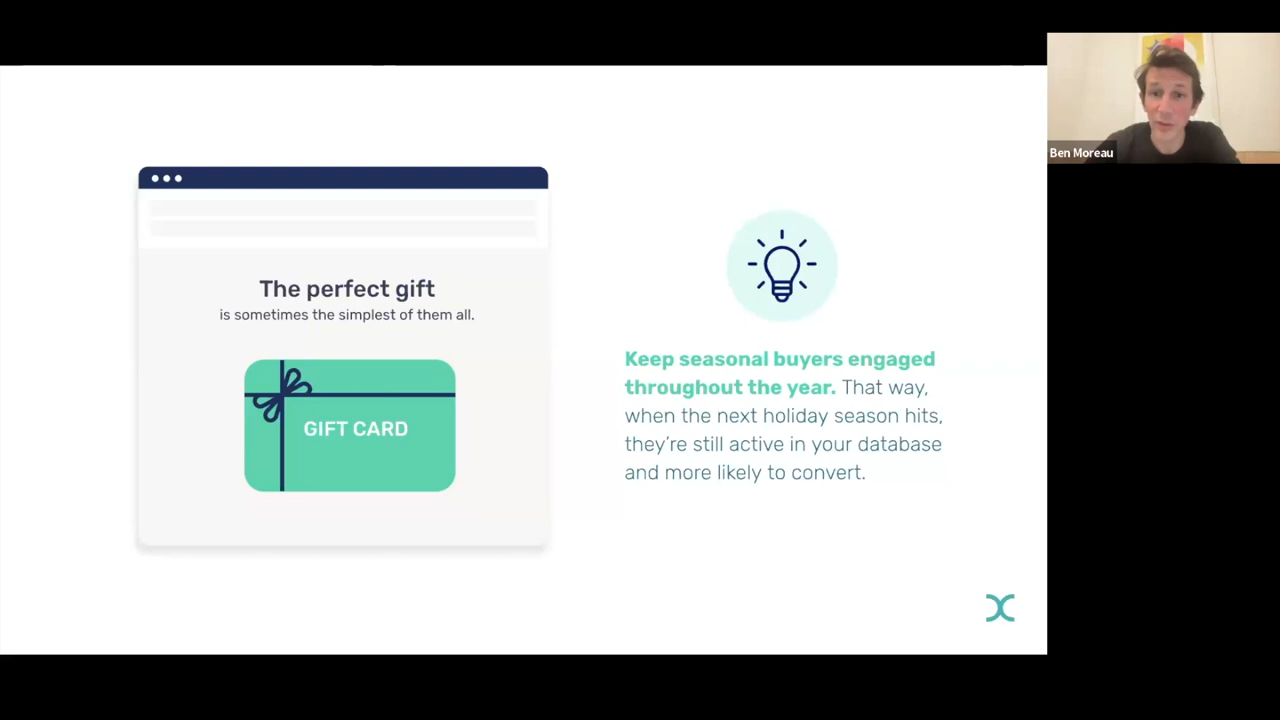 The perfect gift
is sometimes the simplest of them all.
GIFT CARD
Keep seasonal buyers engaged
throughout the year. That way,
when the next holiday season hits,
they're still active in your database
and more likely to convert.
Ben Moreau